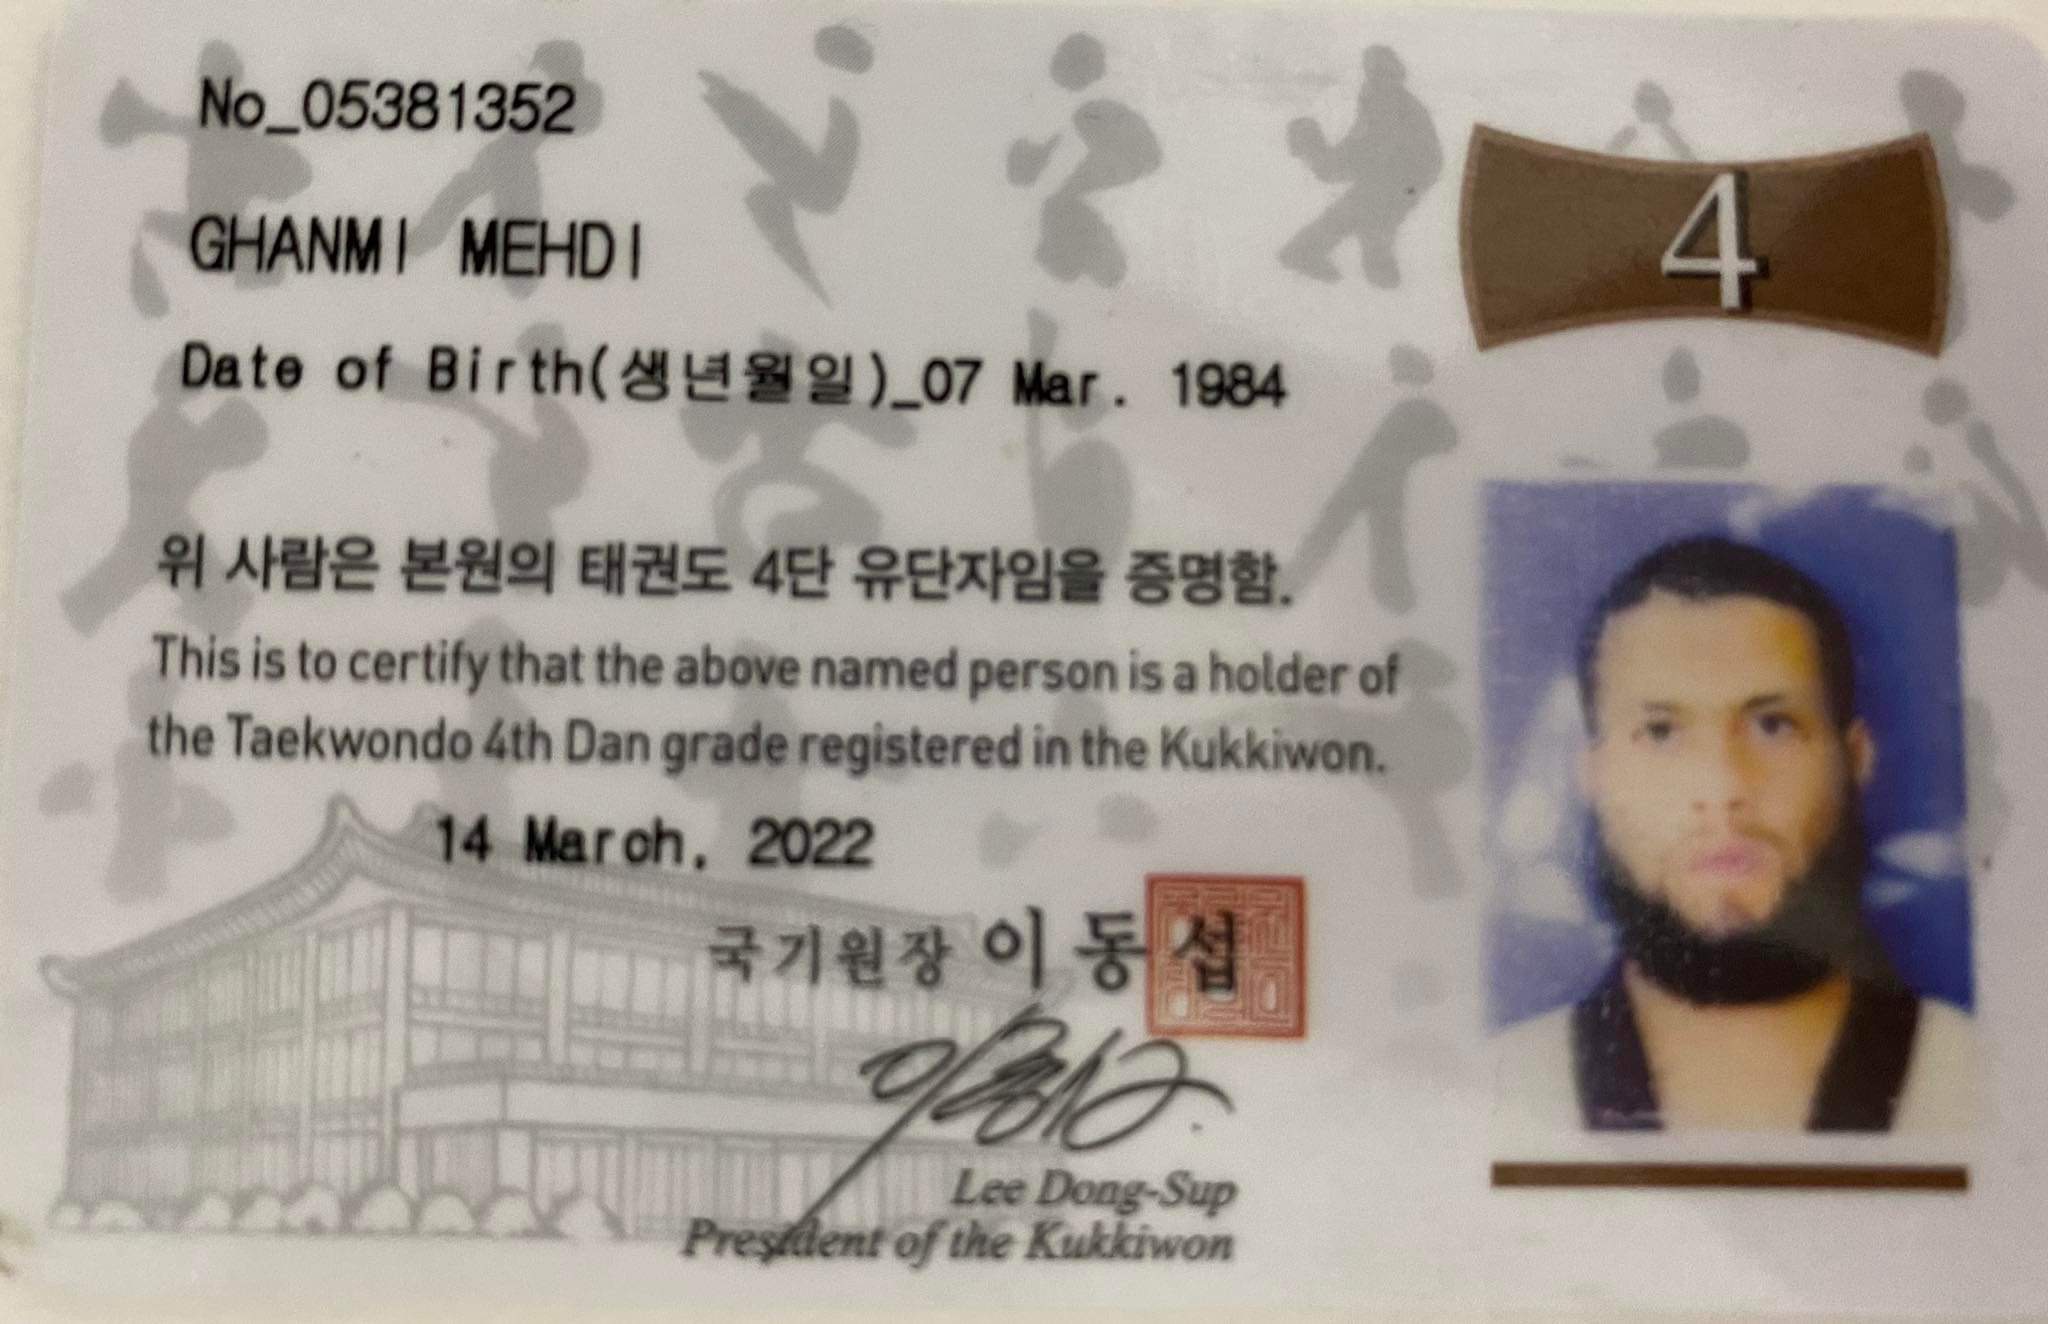 No_05381352
4
GHANMI MEHDI
Date of Birth(생년월일)_07 Mar. 1984
위 사람은 본원의 태권도 4단 유단자임을 증명함.
This is to certify that the above named person is a holder of
the Taekwondo 4th Dan grade registered in the Kukkiwon.
14 March, 2022
국기원장 이동섭
Lee Dong-Sup
President of the Kukkiwon